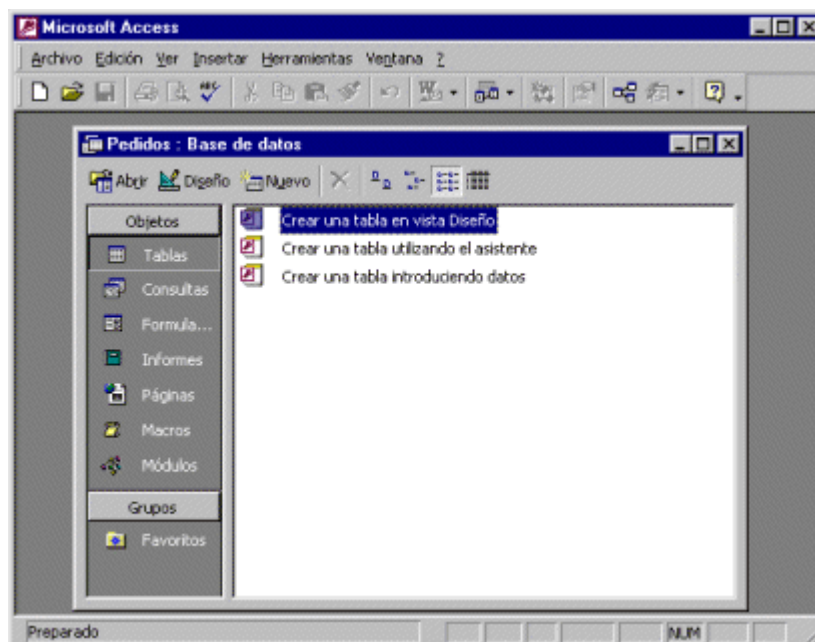 Microsoft Access
Archivo Edición Ver Insertar Herramientas Ventana ?
Pedidos : Base de datos
Abrir Diseño Nuevo
Objetos
Tablas
Consultas
Formula...
Informes
Páginas
Macros
Módulos
Grupos
Favoritos
Crear una tabla en vista Diseño
Crear una tabla utilizando el asistente
Crear una tabla introduciendo datos
Preparado
NUM